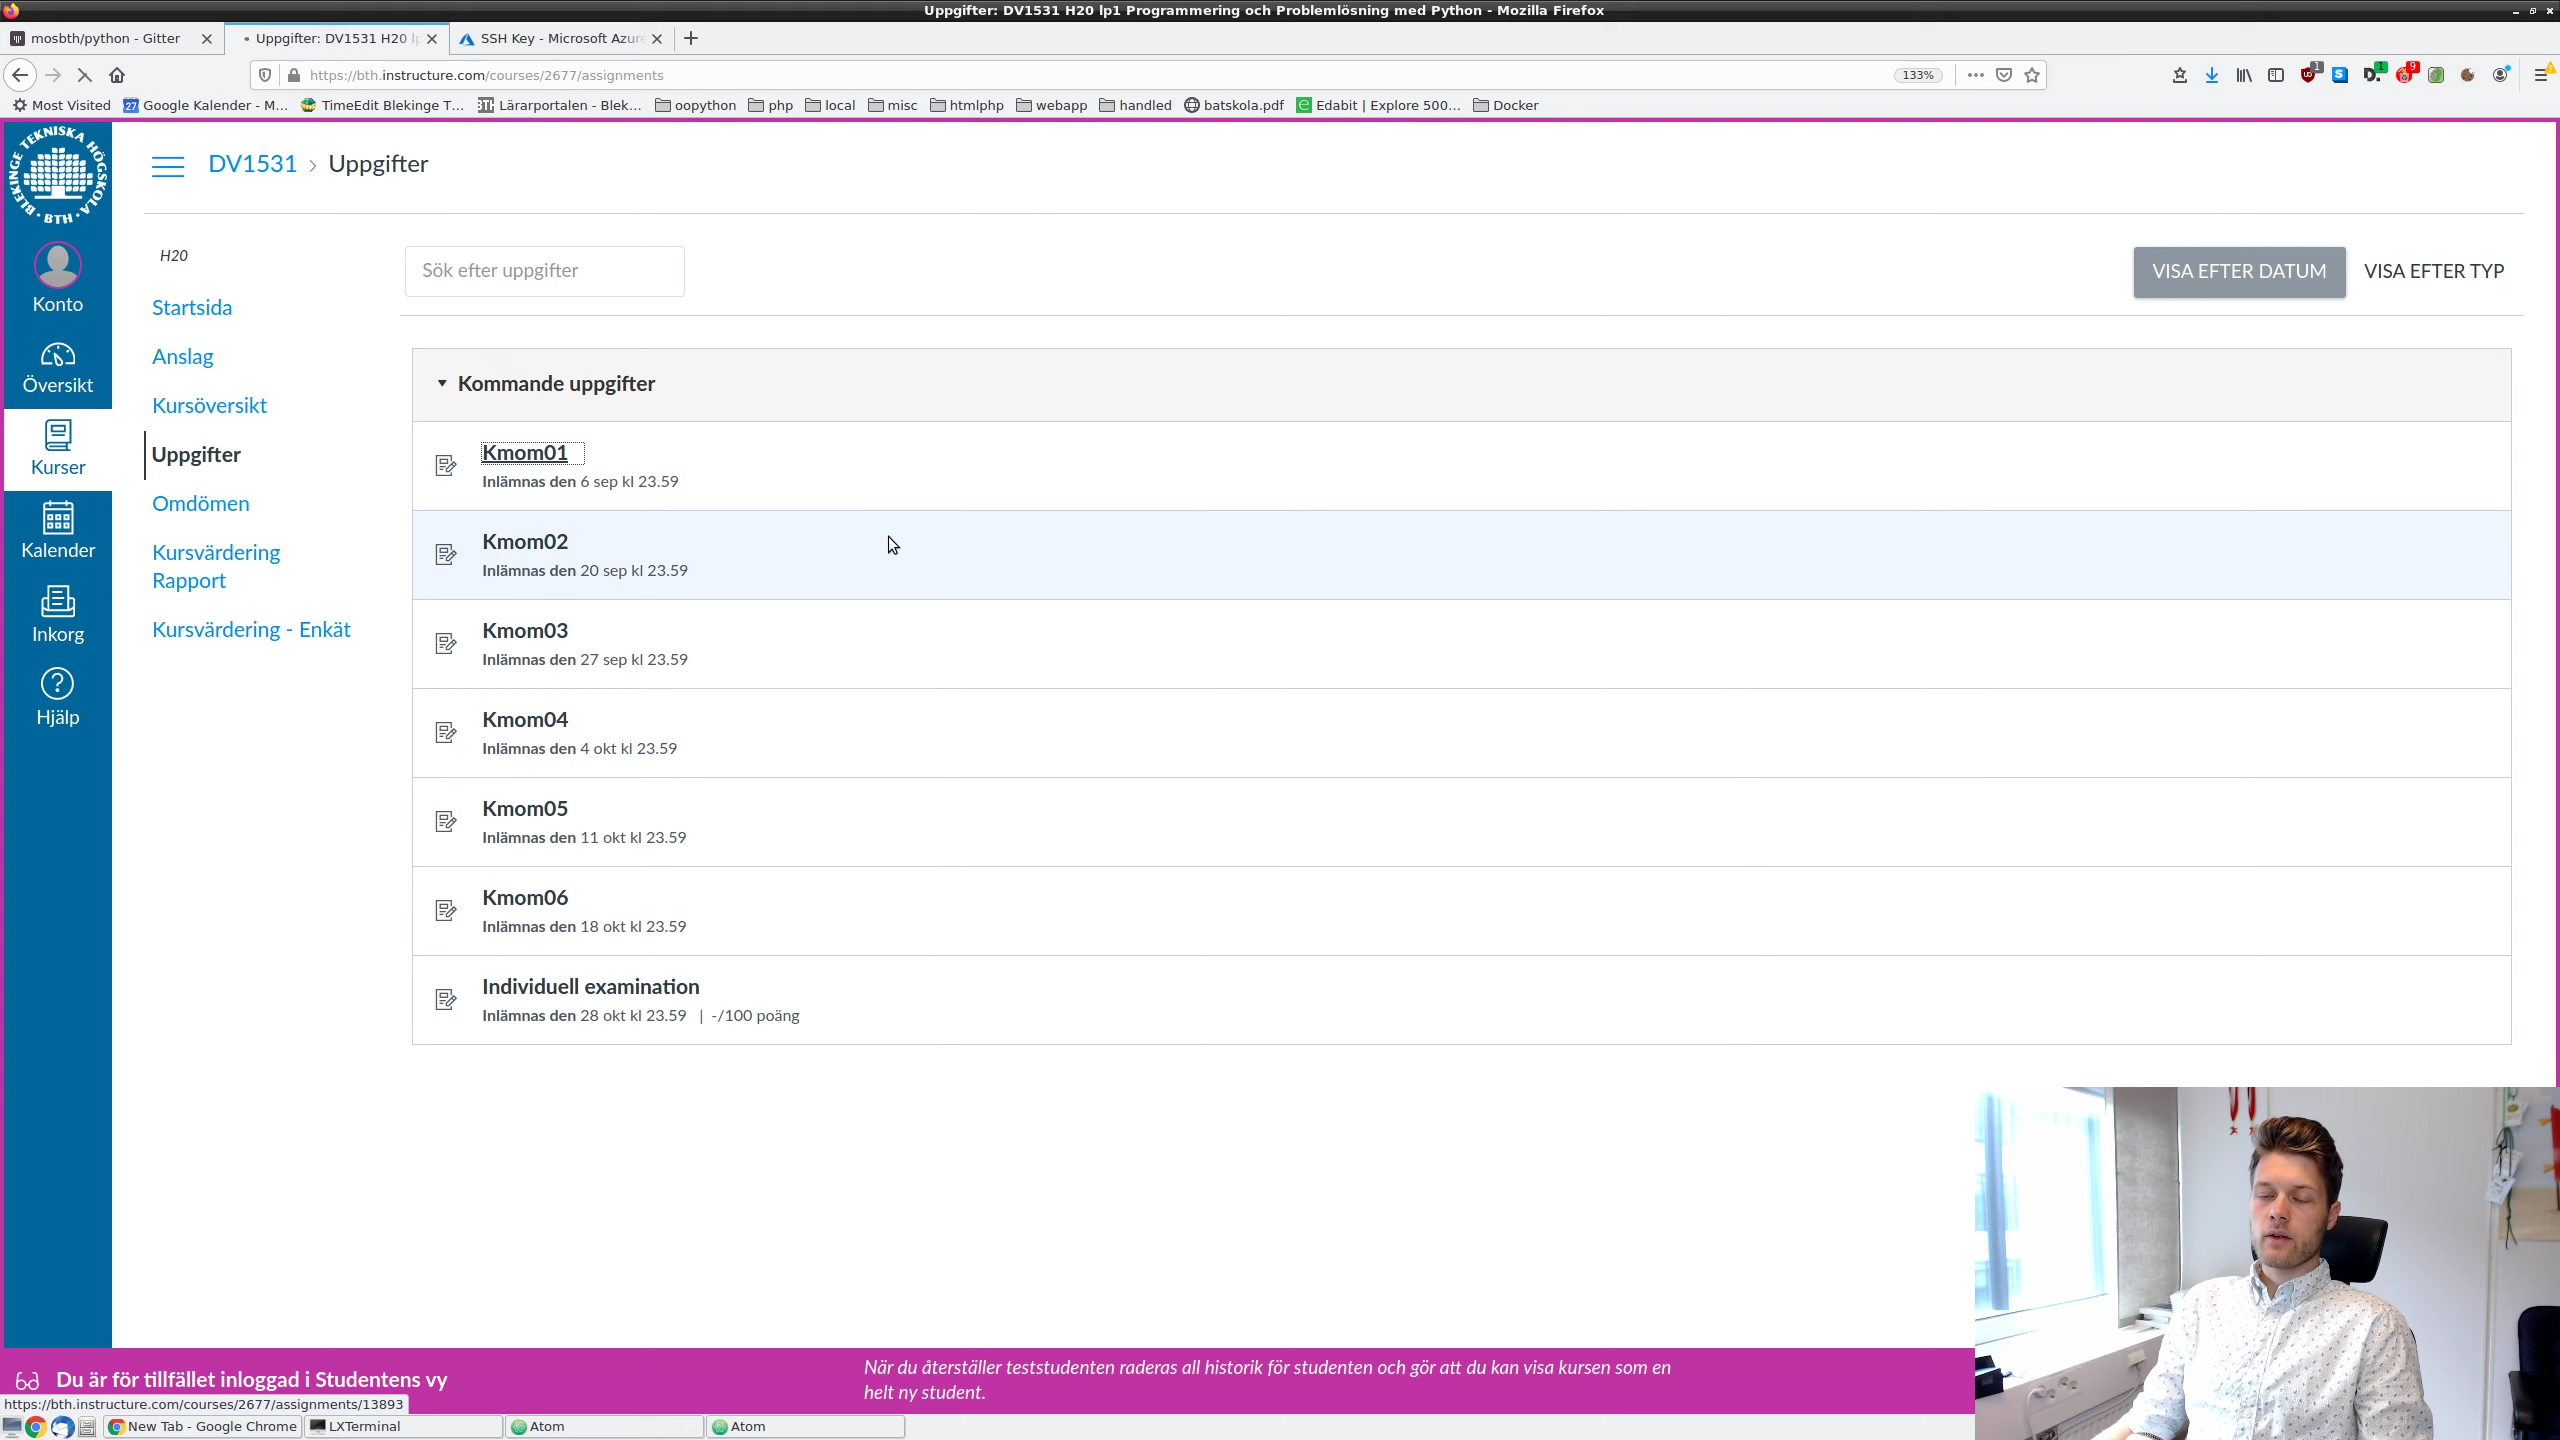 Uppgifter: DV1531 H20 lp1 Programmering och Problemlösning med Python - Mozilla Firefox
mosbth/python - Gitter
Uppgifter: DV1531 H20 lp
SSH Key - Microsoft Azur
https://bth.instructure.com/courses/2677/assignments
133%
1
1
9
Most Visited
27 Google Kalender - M...
TimeEdit Blekinge T...
BTH Lärarportalen - Blek...
oopython
php
local
misc
htmlphp
webapp
handled
batskola.pdf
Edabit | Explore 500...
Docker
BLEKINGE TEKNISKA HÖGSKOLA · BTH ·
Konto
Översikt
Kurser
Kalender
Inkorg
Hjälp
DV1531 › Uppgifter
H20
Startsida
Anslag
Kursöversikt
Uppgifter
Omdömen
Kursvärdering
Rapport
Kursvärdering - Enkät
Sök efter uppgifter
VISA EFTER DATUM
VISA EFTER TYP
Kommande uppgifter
Kmom01
Inlämnas den 6 sep kl 23.59
Kmom02
Inlämnas den 20 sep kl 23.59
Kmom03
Inlämnas den 27 sep kl 23.59
Kmom04
Inlämnas den 4 okt kl 23.59
Kmom05
Inlämnas den 11 okt kl 23.59
Kmom06
Inlämnas den 18 okt kl 23.59
Individuell examination
Inlämnas den 28 okt kl 23.59 | -/100 poäng
Du är för tillfället inloggad i Studentens vy
När du återställer teststudenten raderas all historik för studenten och gör att du kan visa kursen som en
helt ny student.
https://bth.instructure.com/courses/2677/assignments/13893
New Tab - Google Chrome
LXTerminal
Atom
Atom